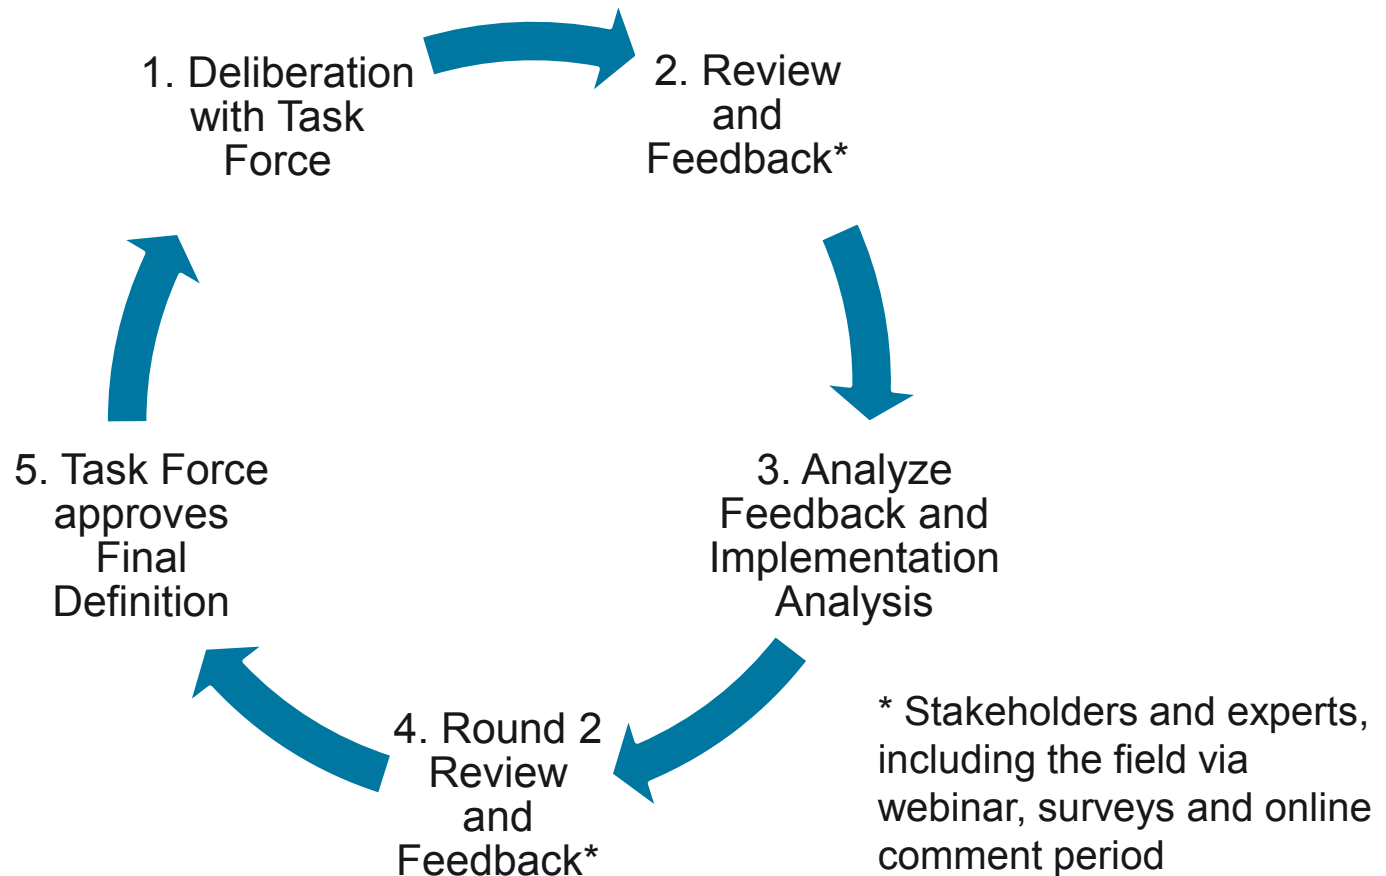 1. Deliberation
with Task
Force
2. Review
and
Feedback*
3. Analyze
Feedback and
Implementation
Analysis
4. Round 2
Review
and
Feedback*
5. Task Force
approves
Final
Definition
* Stakeholders and experts,
including the field via
webinar, surveys and online
comment period